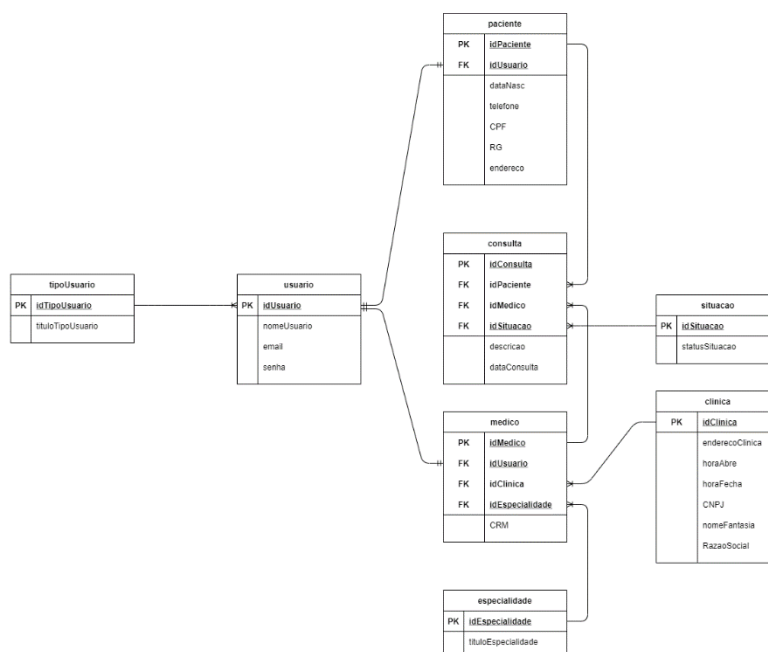 paciente
PK idPaciente
FK idUsuario
dataNasc
telefone
CPF
RG
endereco
consulta
PK idConsulta
FK idPaciente
FK idMedico
FK idSituacao
descricao
dataConsulta
tipoUsuario
PK idTipoUsuario
tituloTipoUsuario
usuario
PK idUsuario
nomeUsuario
email
senha
situacao
PK idSituacao
statusSituacao
clinica
PK idClinica
enderecoClinica
horaAbre
horaFecha
CNPJ
nomeFantasia
RazaoSocial
medico
PK idMedico
FK idUsuario
FK idClinica
FK idEspecialidade
CRM
especialidade
PK idEspecialidade
tituloEspecialidade